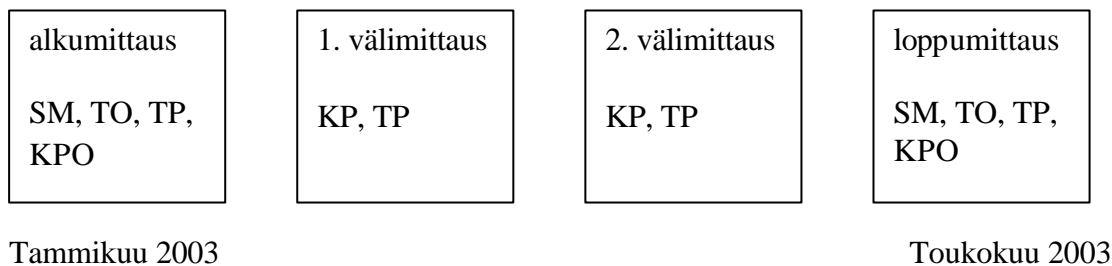 alkumittaus
SM, TO, TP,
KPO
1. välimittaus
KP, TP
2. välimittaus
KP, TP
loppumittaus
SM, TO, TP,
KPO
Tammikuu 2003
Toukokuu 2003